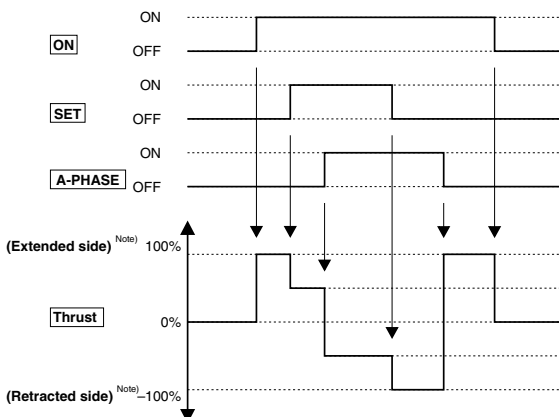 ON
ON
OFF
ON
SET
OFF
ON
A-PHASE
OFF
(Extended side) Note) 100%
Thrust
0%
(Retracted side) Note) –100%